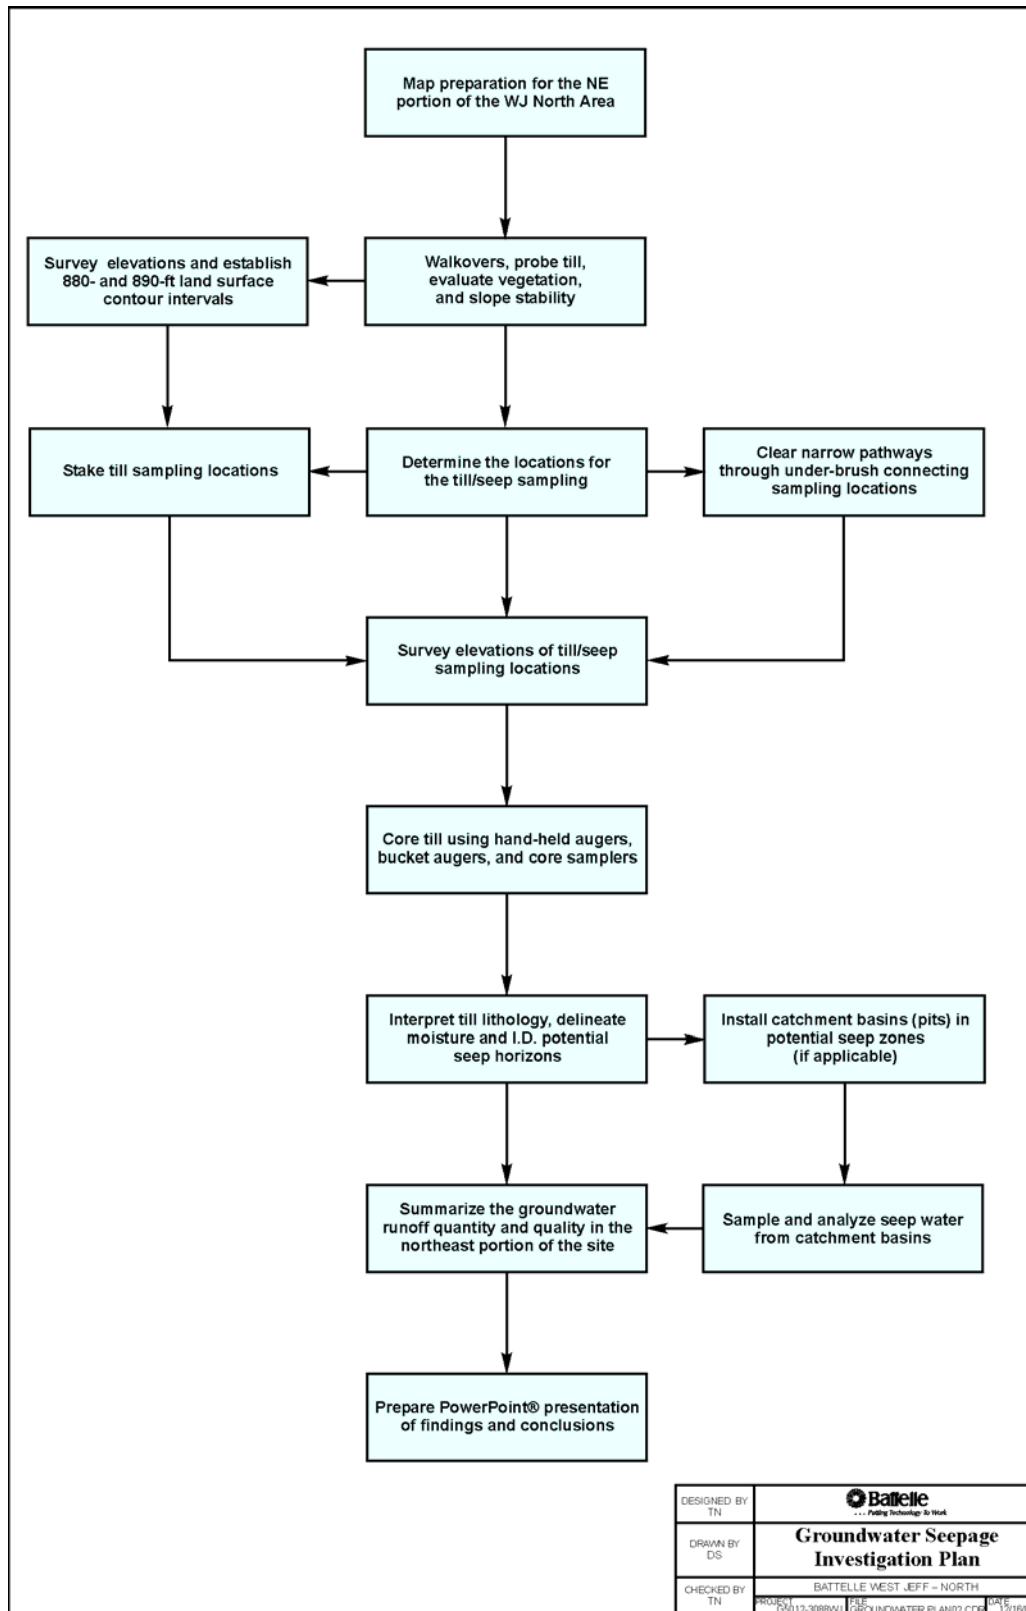 Map preparation for the NE
portion of the WJ North Area
Survey elevations and establish
880- and 890-ft land surface
contour intervals
Walkovers, probe till,
evaluate vegetation,
and slope stability
Stake till sampling locations
Determine the locations for
the till/seep sampling
Clear narrow pathways
through under-brush connecting
sampling locations
Survey elevations of till/seep
sampling locations
Core till using hand-held augers,
bucket augers, and core samplers
Interpret till lithology, delineate
moisture and I.D. potential
seep horizons
Install catchment basins (pits) in
potential seep zones
(if applicable)
Summarize the groundwater
runoff quantity and quality in the
northeast portion of the site
Sample and analyze seep water
from catchment basins
Prepare PowerPoint® presentation
of findings and conclusions
DESIGNED BY
TN
Battelle
. . . Putting Technology To Work
DRAWN BY
DS
Groundwater Seepage
Investigation Plan
CHECKED BY
TN
BATTELLE WEST JEFF – NORTH
PROJECT
FILE
GROUNDWATER PLAN02.CDR
DATE